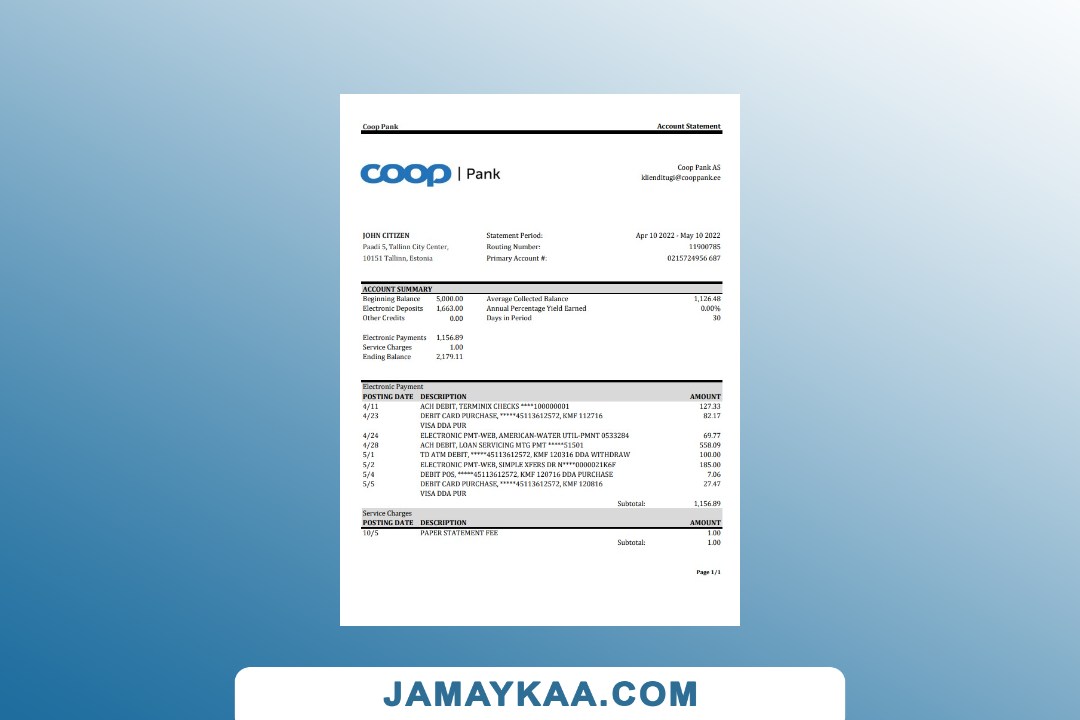 Coop Pank Account Statement
coop | Pank
Coop Pank AS
klienditugi@cooppank.ee
JOHN CITIZEN Statement Period: Apr 10 2022 - May 10 2022
Paadi 5, Tallinn City Center, Routing Number: 11900785
10151 Tallinn, Estonia Primary Account #: 0215724956 687
ACCOUNT SUMMARY
Beginning Balance 5,000.00 Average Collected Balance 1,126.48
Electronic Deposits 1,663.00 Annual Percentage Yield Earned 0.00%
Other Credits 0.00 Days in Period 30
Electronic Payments 1,156.89
Service Charges 1.00
Ending Balance 2,179.11
Electronic Payment
POSTING DATE DESCRIPTION AMOUNT
4/11 ACH DEBIT, TERMINIX CHECKS ****100000001 127.33
4/23 DEBIT CARD PURCHASE, *****45113612572, KMF 112716 82.17
VISA DDA PUR
4/24 ELECTRONIC PMT-WEB, AMERICAN-WATER UTIL-PMNT 0533284 69.77
4/28 ACH DEBIT, LOAN SERVICING MTG PMT *****51501 558.09
5/1 TD ATM DEBIT, *****45113612572, KMF 120316 DDA WITHDRAW 100.00
5/2 ELECTRONIC PMT-WEB, SIMPLE XFERS DR N****0000021K6F 185.00
5/4 DEBIT POS, *****45113612572, KMF 120716 DDA PURCHASE 7.06
5/5 DEBIT CARD PURCHASE, *****45113612572, KMF 120816 27.47
VISA DDA PUR
Subtotal: 1,156.89
Service Charges
POSTING DATE DESCRIPTION AMOUNT
10/5 PAPER STATEMENT FEE 1.00
Subtotal: 1.00
Page 1/1
JAMAYKAA.COM